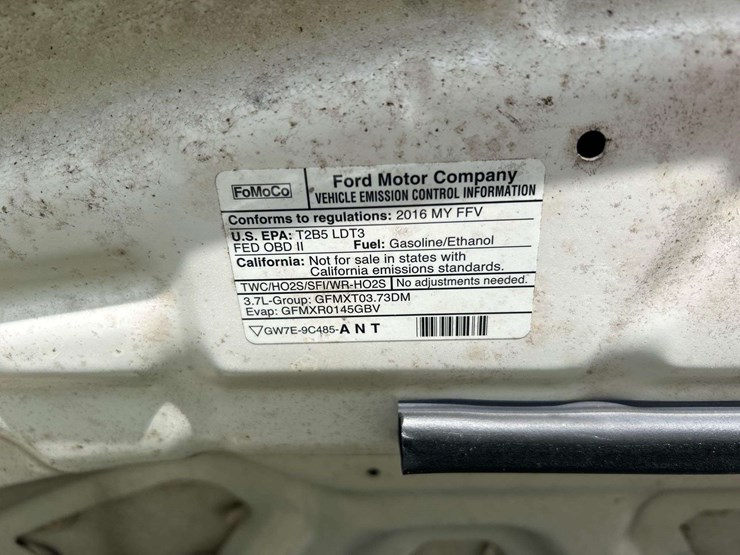 FoMoCo
Ford Motor Company
VEHICLE EMISSION CONTROL INFORMATION
Conforms to regulations: 2016 MY FFV
U.S. EPA: T2B5 LDT3
FED OBD II Fuel: Gasoline/Ethanol
California: Not for sale in states with
California emissions standards.
TWC/HO2S/SFI/WR-HO2S No adjustments needed.
3.7L-Group: GFMXT03.73DM
Evap: GFMXR0145GBV
GW7E-9C485-ANT